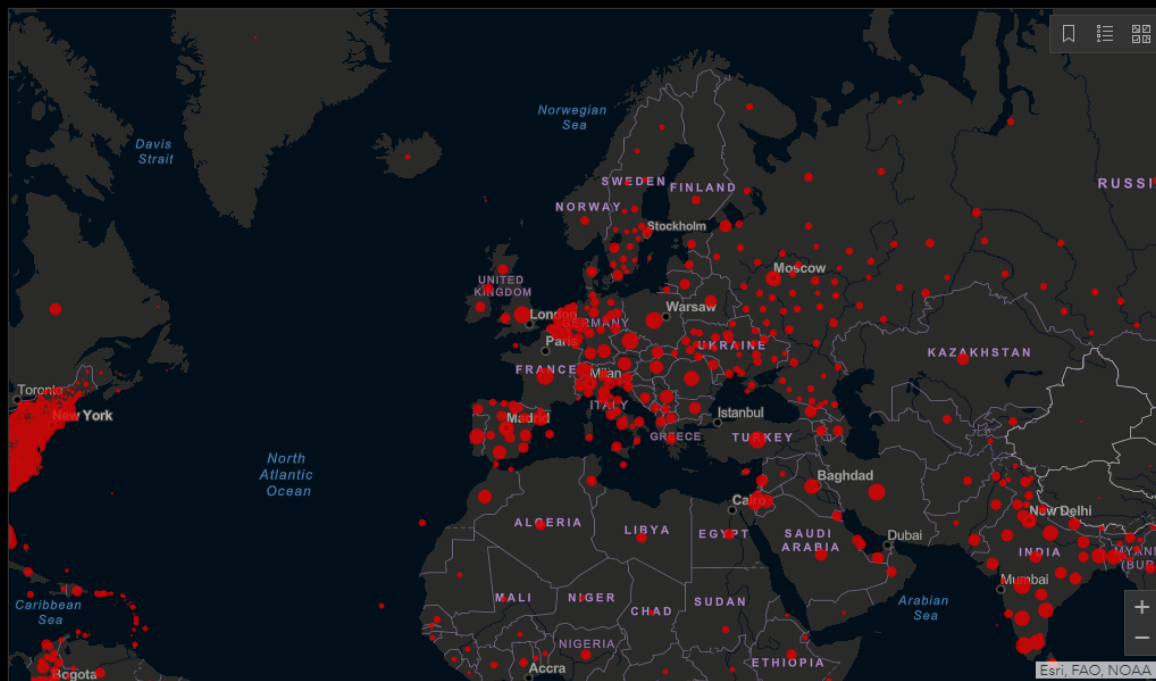 Norwegian
Sea
Davis
Strait
RUSSI
SWEDEN
FINLAND
NORWAY
Stockholm
Moscow
UNITED
KINGDOM
London
Warsaw
GERMANY
Paris
UKRAINE
KAZAKHSTAN
FRANCE
Milan
Toronto
New York
ITALY
Madrid
Istanbul
GREECE
TURKEY
North
Atlantic
Ocean
Baghdad
Cairo
New Delhi
ALGERIA
LIBYA
EGYPT
SAUDI
ARABIA
Dubai
INDIA
MYANM
(BUR
Mumbai
Caribbean
Sea
MALI
NIGER
CHAD
SUDAN
Arabian
Sea
NIGERIA
ETHIOPIA
Accra
Bogota
Esri, FAO, NOAA